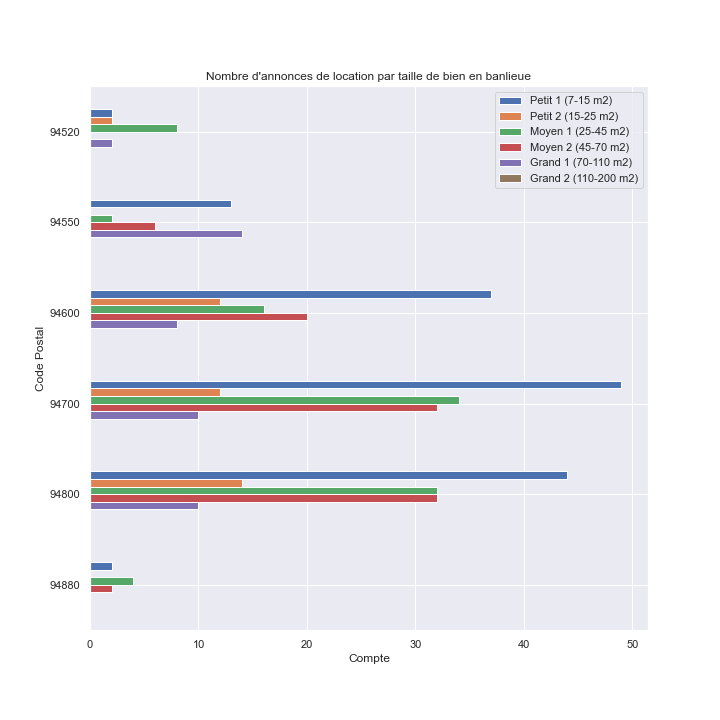 Nombre d'annonces de location par taille de bien en banlieue
Petit 1 (7-15 m2)
Petit 2 (15-25 m2)
Moyen 1 (25-45 m2)
Moyen 2 (45-70 m2)
Grand 1 (70-110 m2)
Grand 2 (110-200 m2)
Code Postal
94520
94550
94600
94700
94800
94880
0 10 20 30 40 50
Compte